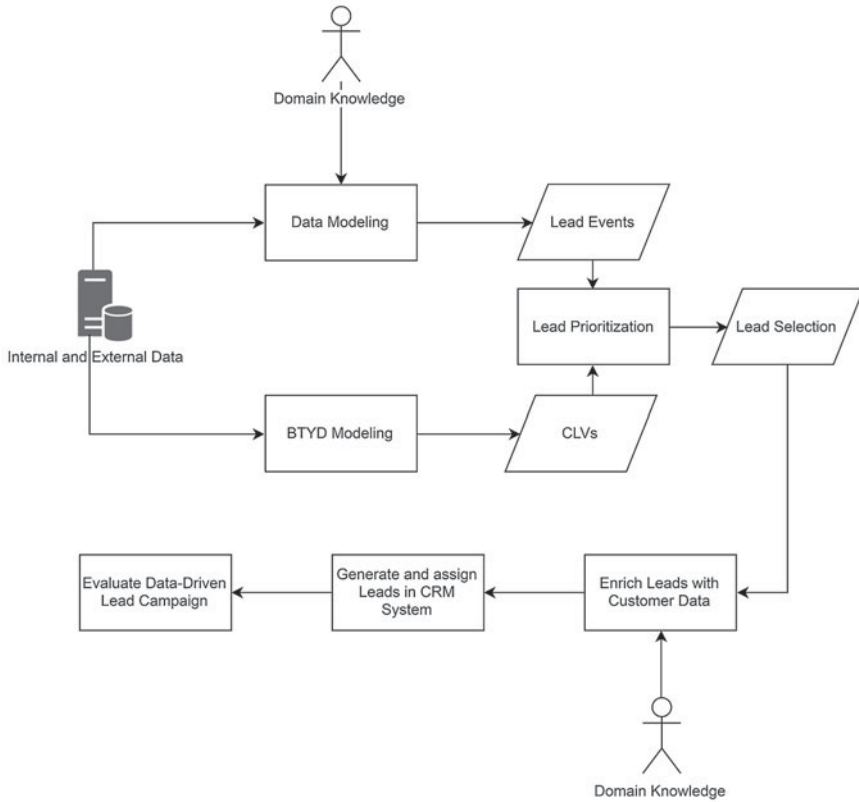 Domain Knowledge
Data Modeling
Lead Events
Lead Prioritization
Lead Selection
Internal and External Data
BTYD Modeling
CLVs
Evaluate Data-Driven
Lead Campaign
Generate and assign
Leads in CRM
System
Enrich Leads with
Customer Data
Domain Knowledge